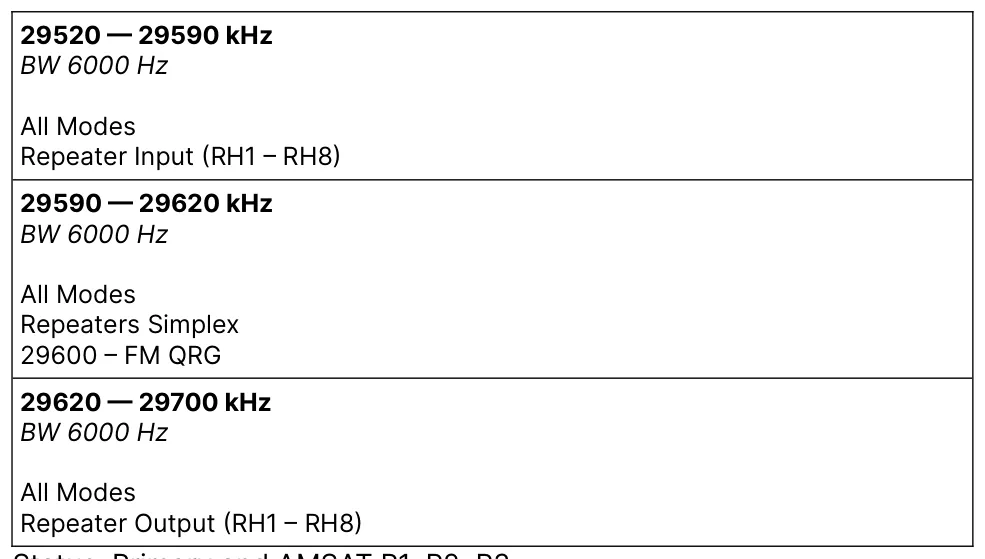 29520 — 29590 kHz
BW 6000 Hz
All Modes
Repeater Input (RH1 – RH8)
29590 — 29620 kHz
BW 6000 Hz
All Modes
Repeaters Simplex
29600 – FM QRG
29620 — 29700 kHz
BW 6000 Hz
All Modes
Repeater Output (RH1 – RH8)